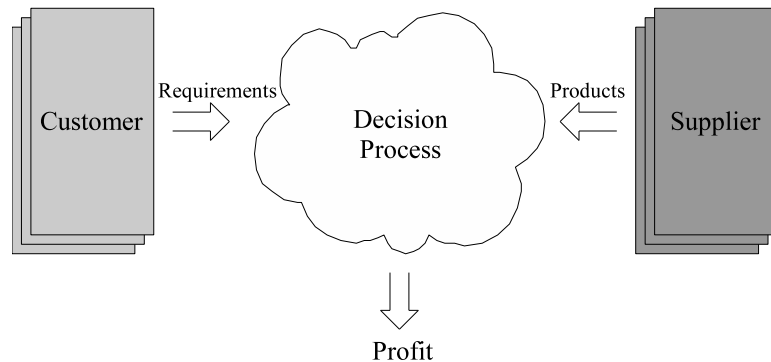 Requirements
Products
Customer
Decision
Process
Supplier
Profit